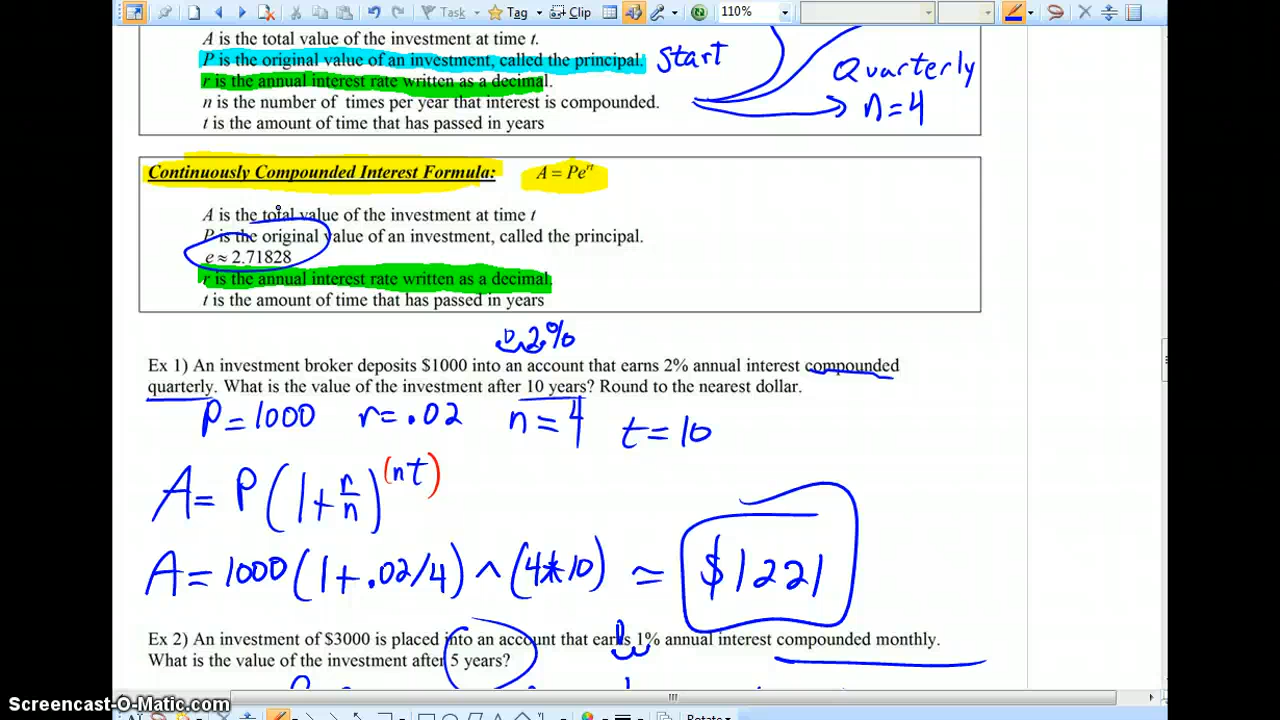 Task Tag Clip 110%
A is the total value of the investment at time t.
P is the original value of an investment, called the principal. Start
r is the annual interest rate written as a decimal. Quarterly
n is the number of times per year that interest is compounded. n=4
t is the amount of time that has passed in years
Continuously Compounded Interest Formula: A = Pe^rt
A is the total value of the investment at time t
P is the original value of an investment, called the principal.
e ≈ 2.71828
r is the annual interest rate written as a decimal.
t is the amount of time that has passed in years
2%
Ex 1) An investment broker deposits $1000 into an account that earns 2% annual interest compounded
quarterly. What is the value of the investment after 10 years? Round to the nearest dollar.
P=1000 r=.02 n=4 t=10
A= P(1+r/n)^(nt)
A= 1000(1+.02/4)^(4*10) ≃ $1221
Ex 2) An investment of $3000 is placed into an account that earns 1% annual interest compounded monthly.
What is the value of the investment after 5 years?
Screencast-O-Matic.com
Rotate